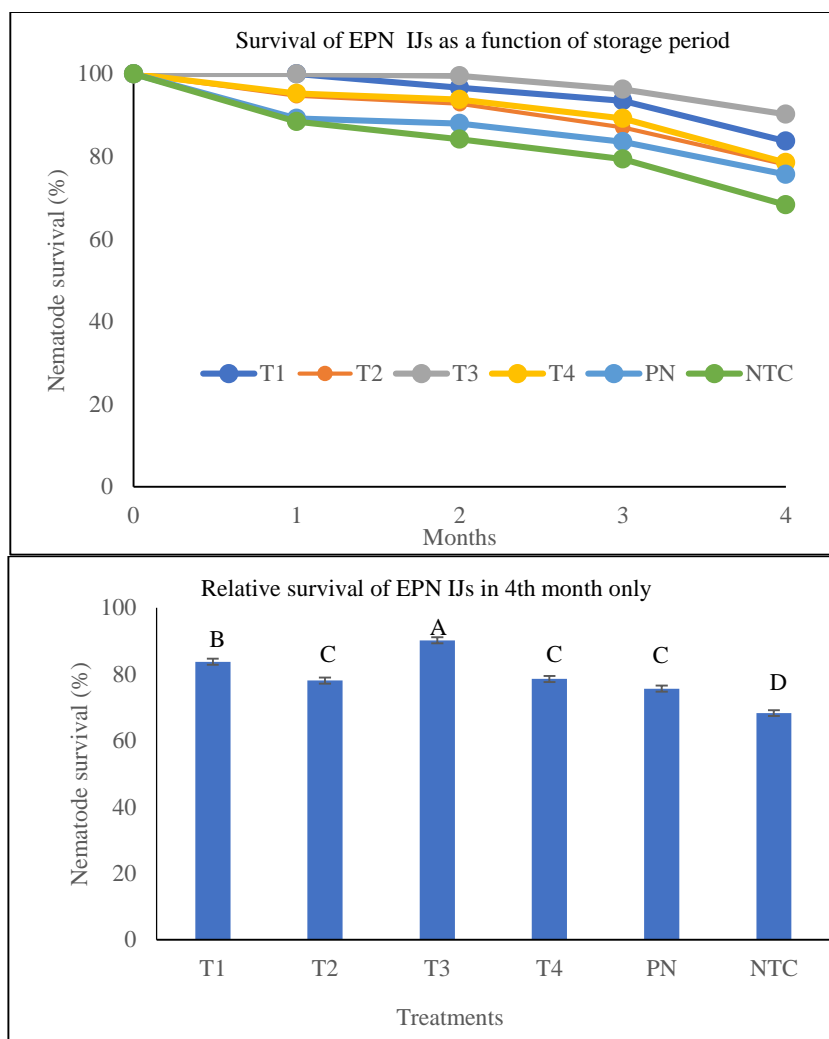 Survival of EPN IJs as a function of storage period
100
80
60
40
20
0
Nematode survival (%)
T1 T2 T3 T4 PN NTC
0 1 2 3 4
Months
Relative survival of EPN IJs in 4th month only
100
80
60
40
20
0
Nematode survival (%)
B C A C C D
T1 T2 T3 T4 PN NTC
Treatments